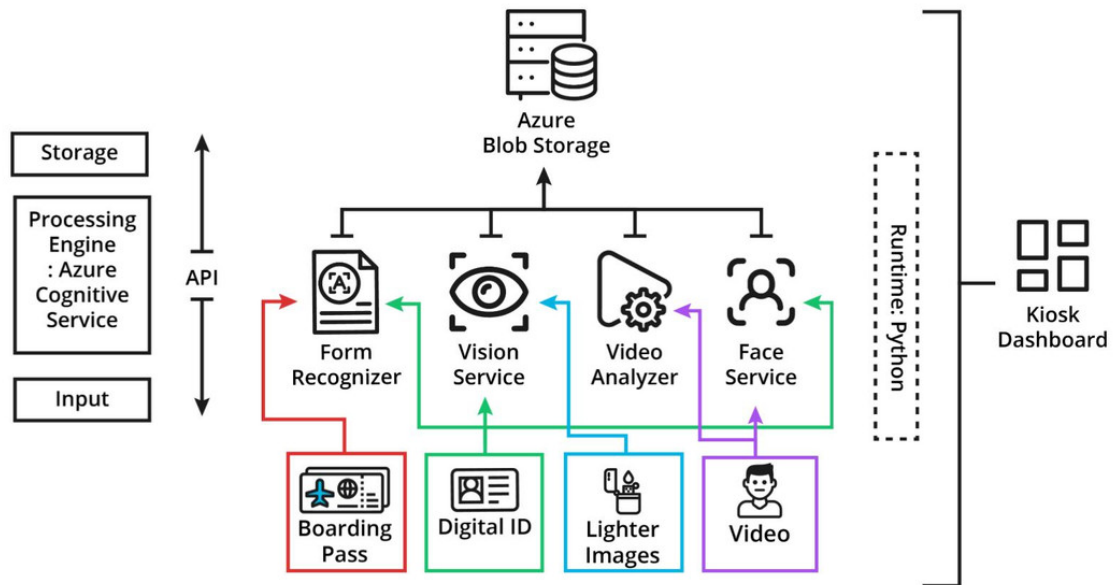 Azure
Blob Storage
Storage
Processing
Engine
: Azure
Cognitive
Service
API
Input
Form
Recognizer
Vision
Service
Video
Analyzer
Face
Service
Boarding
Pass
Digital ID
Lighter
Images
Video
Runtime: Python
Kiosk
Dashboard